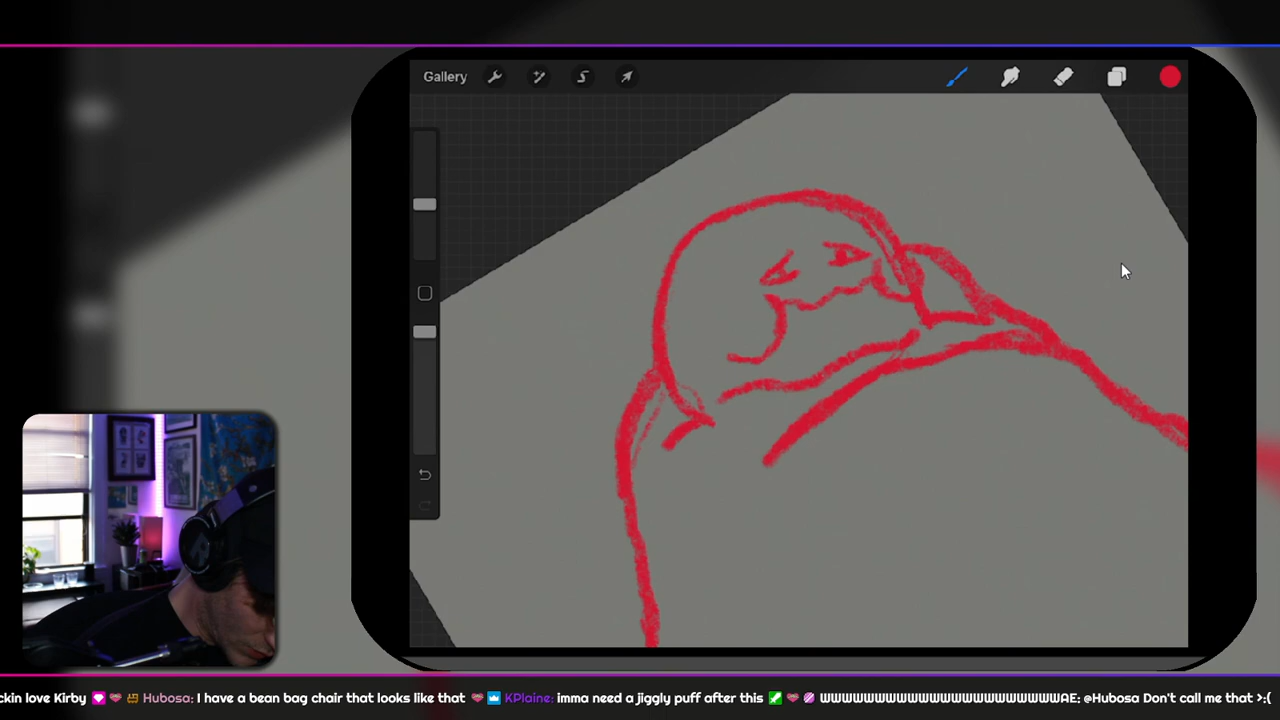 Gallery
ckin love Kirby Hubosa: I have a bean bag chair that looks like that KPlaine: imma need a jiggly puff after this WWWWWWWWWWWWWWWWWWWWWWWWAE: @Hubosa Don't call me that >:(